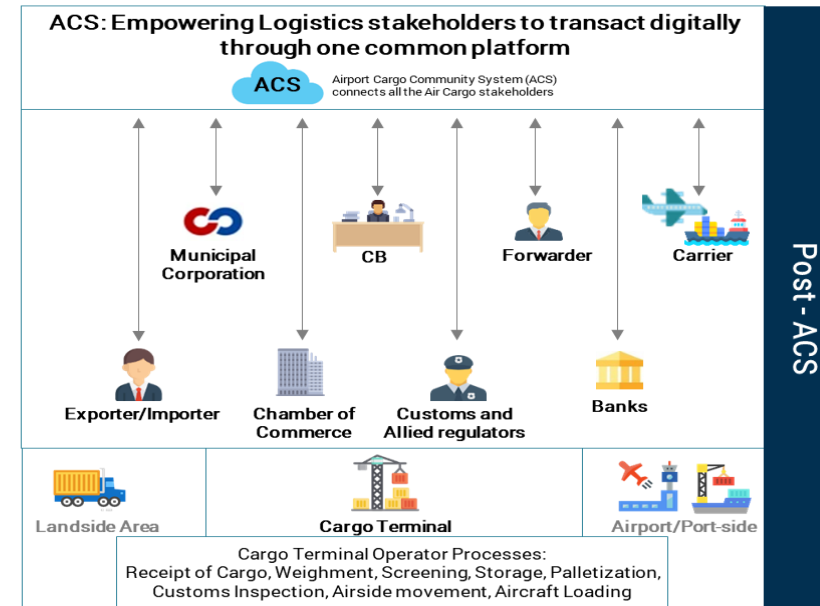 ACS: Empowering Logistics stakeholders to transact digitally
through one common platform
ACS
Airport Cargo Community System (ACS)
connects all the Air Cargo stakeholders
Municipal
Corporation
CB
Forwarder
Carrier
Exporter/Importer
Chamber of
Commerce
Customs and
Allied regulators
Banks
Post - ACS
Landside Area
Cargo Terminal
Airport/Port-side
Cargo Terminal Operator Processes:
Receipt of Cargo, Weighment, Screening, Storage, Palletization,
Customs Inspection, Airside movement, Aircraft Loading